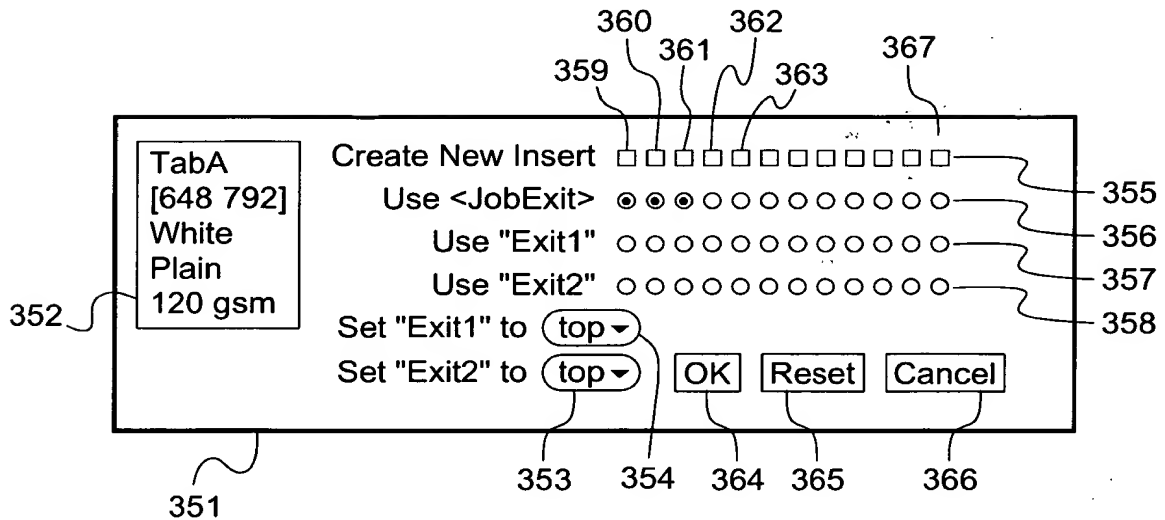 360
362
361
367
359
363
TabA
[648 792]
White
Plain
120 gsm
Create New Insert
Use <JobExit>
Use "Exit1"
Use "Exit2"
Set "Exit1" to top
Set "Exit2" to top
OK Reset Cancel
355
356
357
358
352
353 354 364 365 366
351